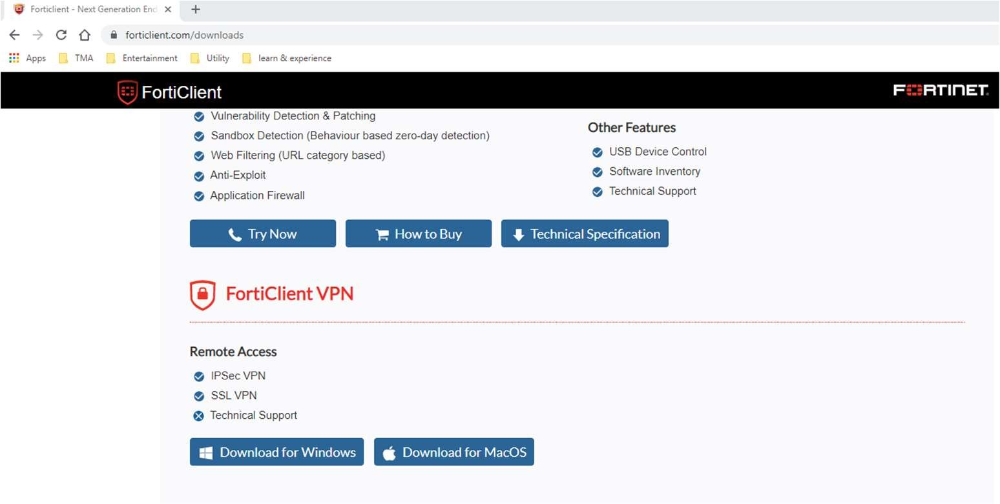 Forticlient - Next Generation End
forticlient.com/downloads
Apps TMA Entertainment Utility learn & experience
FortiClient
FORTINET
Vulnerability Detection & Patching
Sandbox Detection (Behaviour based zero-day detection)
Web Filtering (URL category based)
Anti-Exploit
Application Firewall
Other Features
USB Device Control
Software Inventory
Technical Support
Try Now How to Buy Technical Specification
FortiClient VPN
Remote Access
IPSec VPN
SSL VPN
Technical Support
Download for Windows Download for MacOS